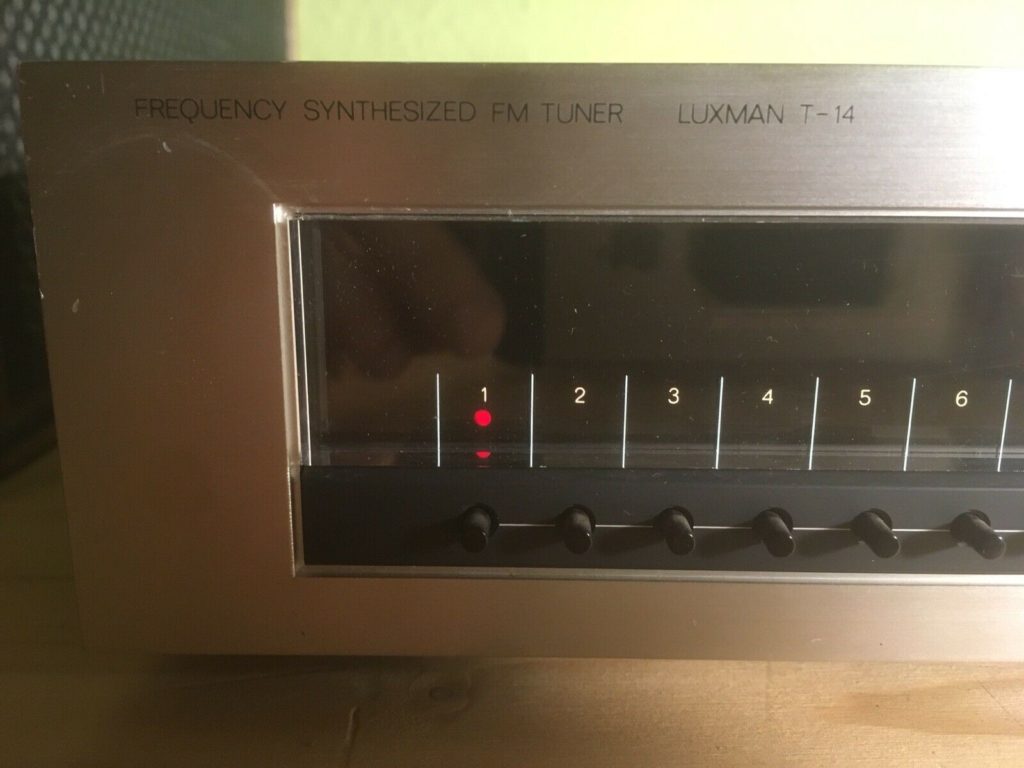 FREQUENCY SYNTHESIZED FM TUNER LUXMAN T-14
1 2 3 4 5 6